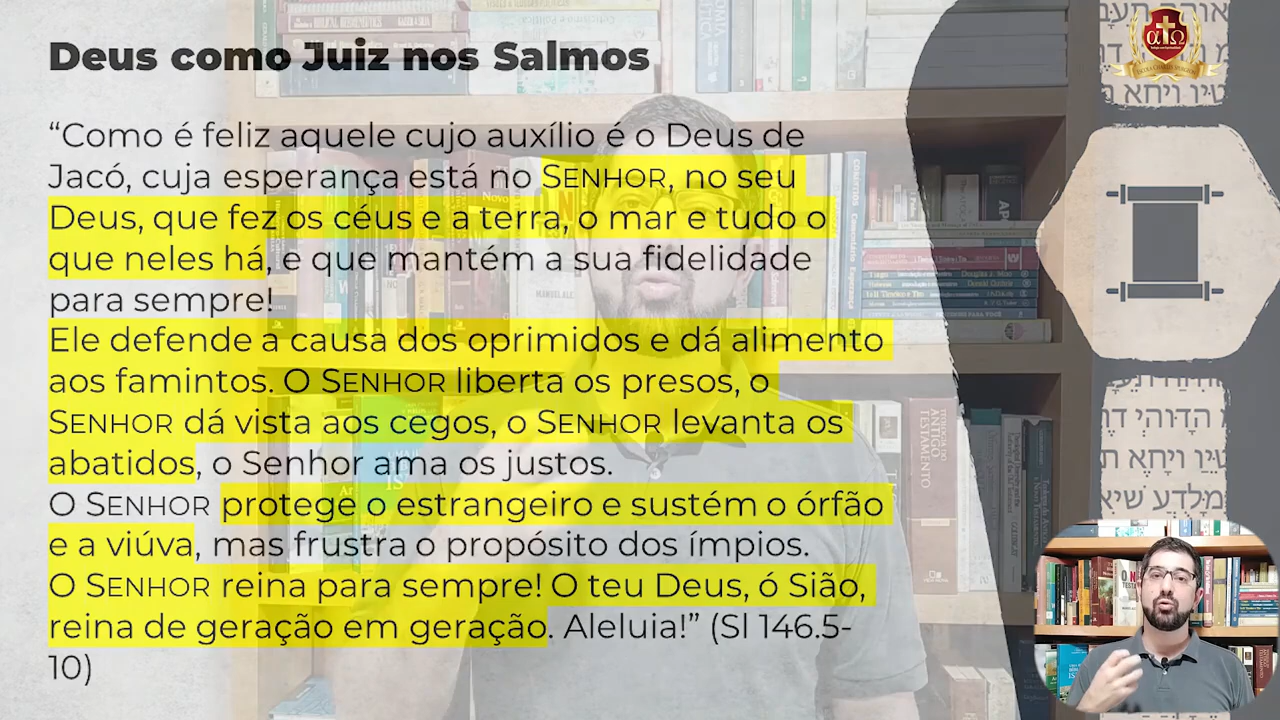 Deus como Juiz nos Salmos
“Como é feliz aquele cujo auxílio é o Deus de
Jacó, cuja esperança está no SENHOR, no seu
Deus, que fez os céus e a terra, o mar e tudo o
que neles há, e que mantém a sua fidelidade
para sempre!
Ele defende a causa dos oprimidos e dá alimento
aos famintos. O SENHOR liberta os presos, o
SENHOR dá vista aos cegos, o SENHOR levanta os
abatidos, o Senhor ama os justos.
O SENHOR protege o estrangeiro e sustém o órfão
e a viúva, mas frustra o propósito dos ímpios.
O SENHOR reina para sempre! O teu Deus, ó Sião,
reina de geração em geração. Aleluia!” (Sl 146.5-
10)